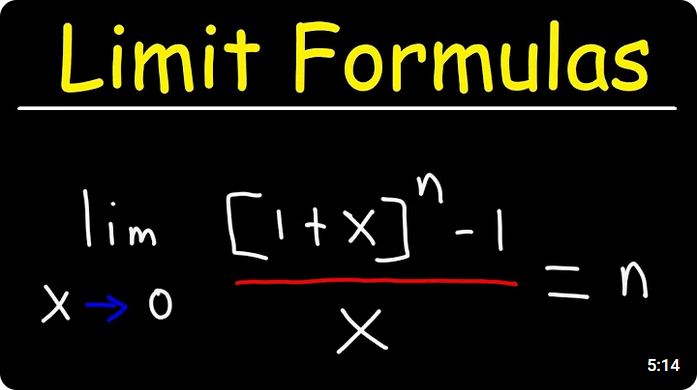 Limit Formulas
lim [1+x]^n - 1
x → 0 x = n
5:14